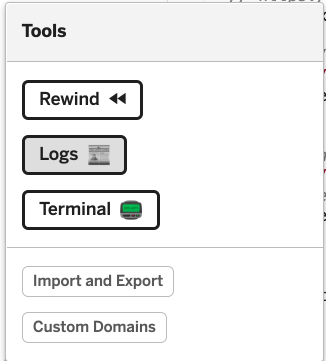 Tools
Rewind
Logs
Terminal
Import and Export
Custom Domains